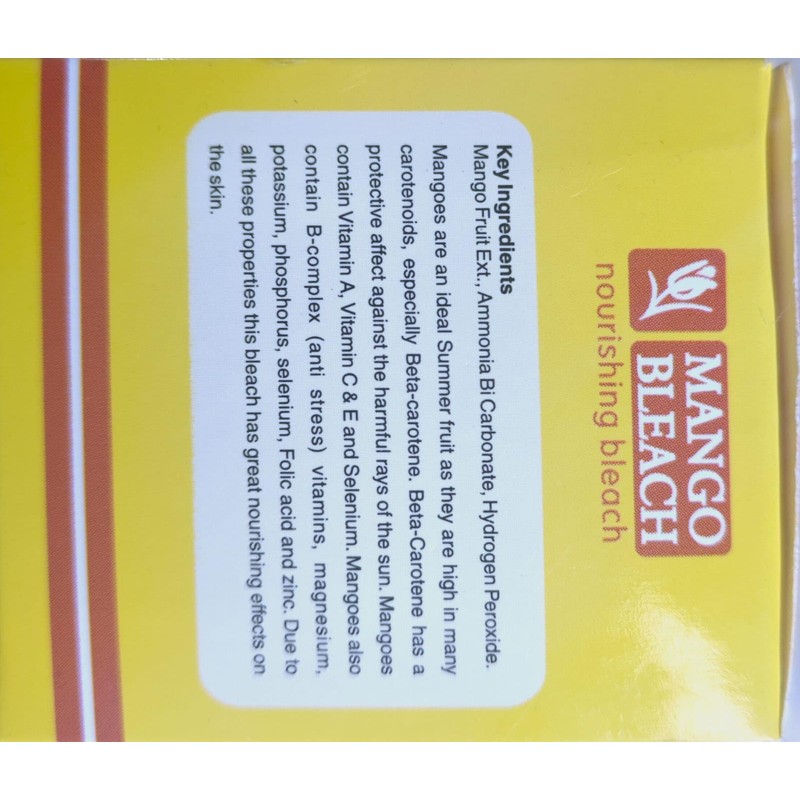 MANGO
BLEACH
nourishing bleach
Key Ingredients
Mango Fruit Ext., Ammonia Bi Carbonate, Hydrogen Peroxide.
Mangoes are an ideal Summer fruit as they are high in many
carotenoids, especially Beta-carotene. Beta-Carotene has a
protective affect against the harmful rays of the sun. Mangoes
contain Vitamin A, Vitamin C & E and Selenium. Mangoes also
contain B-complex (anti stress) vitamins, magnesium,
potassium, phosphorus, selenium, Folic acid and zinc. Due to
all these properties this bleach has great nourishing effects on
the skin.